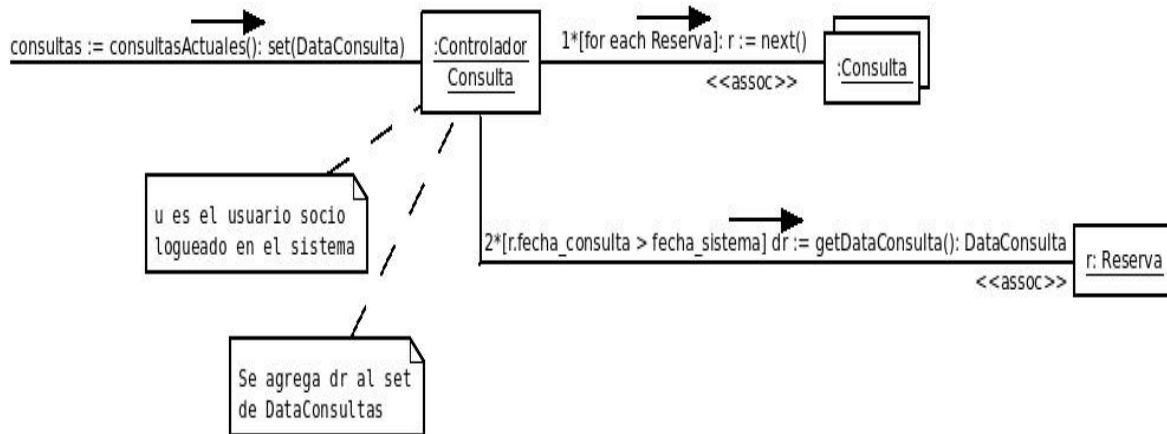 consultas := consultasActuales(): set(DataConsulta)
:Controlador
Consulta
1*[for each Reserva]: r := next()
<<assoc>>
:Consulta
u es el usuario socio
logueado en el sistema
2*[r.fecha_consulta > fecha_sistema] dr := getDataConsulta(): DataConsulta
<<assoc>>
r: Reserva
Se agrega dr al set
de DataConsultas